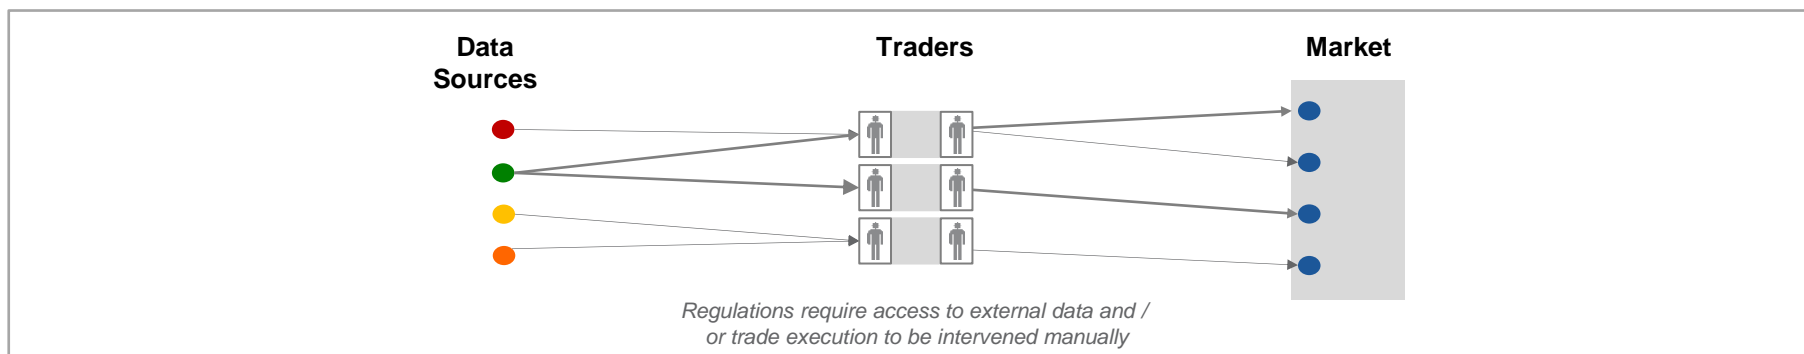 Data
Sources
Traders
Market
Regulations require access to external data and /
or trade execution to be intervened manually